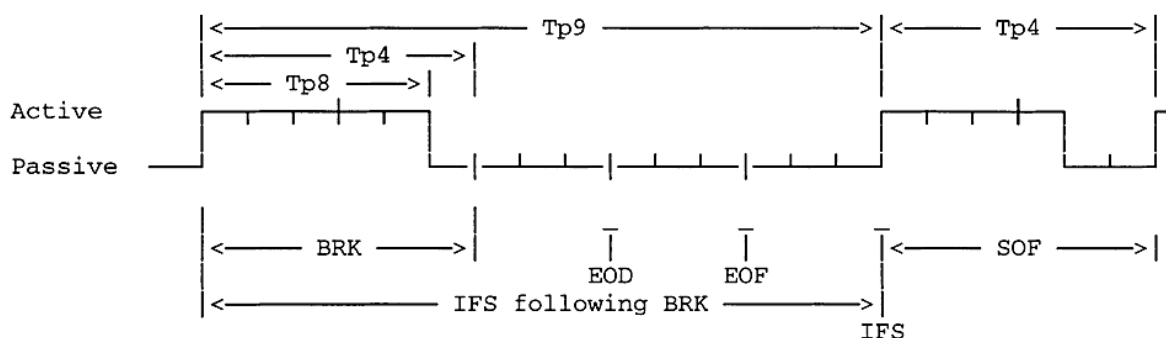 Tp9 Tp4
Tp4
Tp8
Active
Passive
BRK SOF
EOD EOF
IFS following BRK
IFS